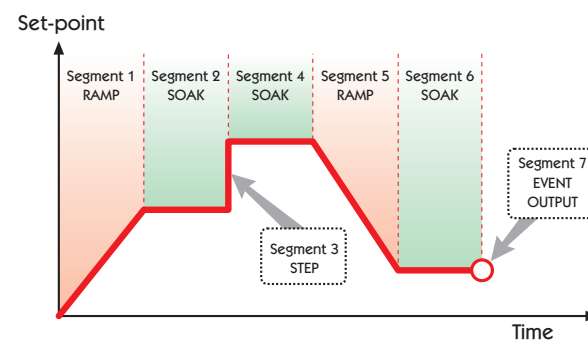 Set-point
Segment 1
RAMP
Segment 2
SOAK
Segment 4
SOAK
Segment 5
RAMP
Segment 6
SOAK
Segment 7
EVENT
OUTPUT
Segment 3
STEP
Time